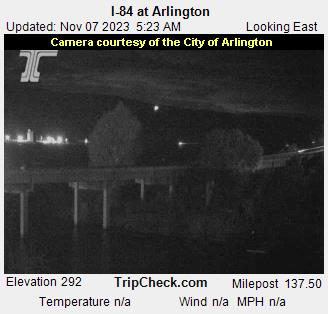 I-84 at Arlington
Updated: Nov 07 2023 5:23 AM Looking East
Camera courtesy of the City of Arlington
Elevation 292 TripCheck.com Milepost 137.50
Temperature n/a Wind n/a MPH n/a